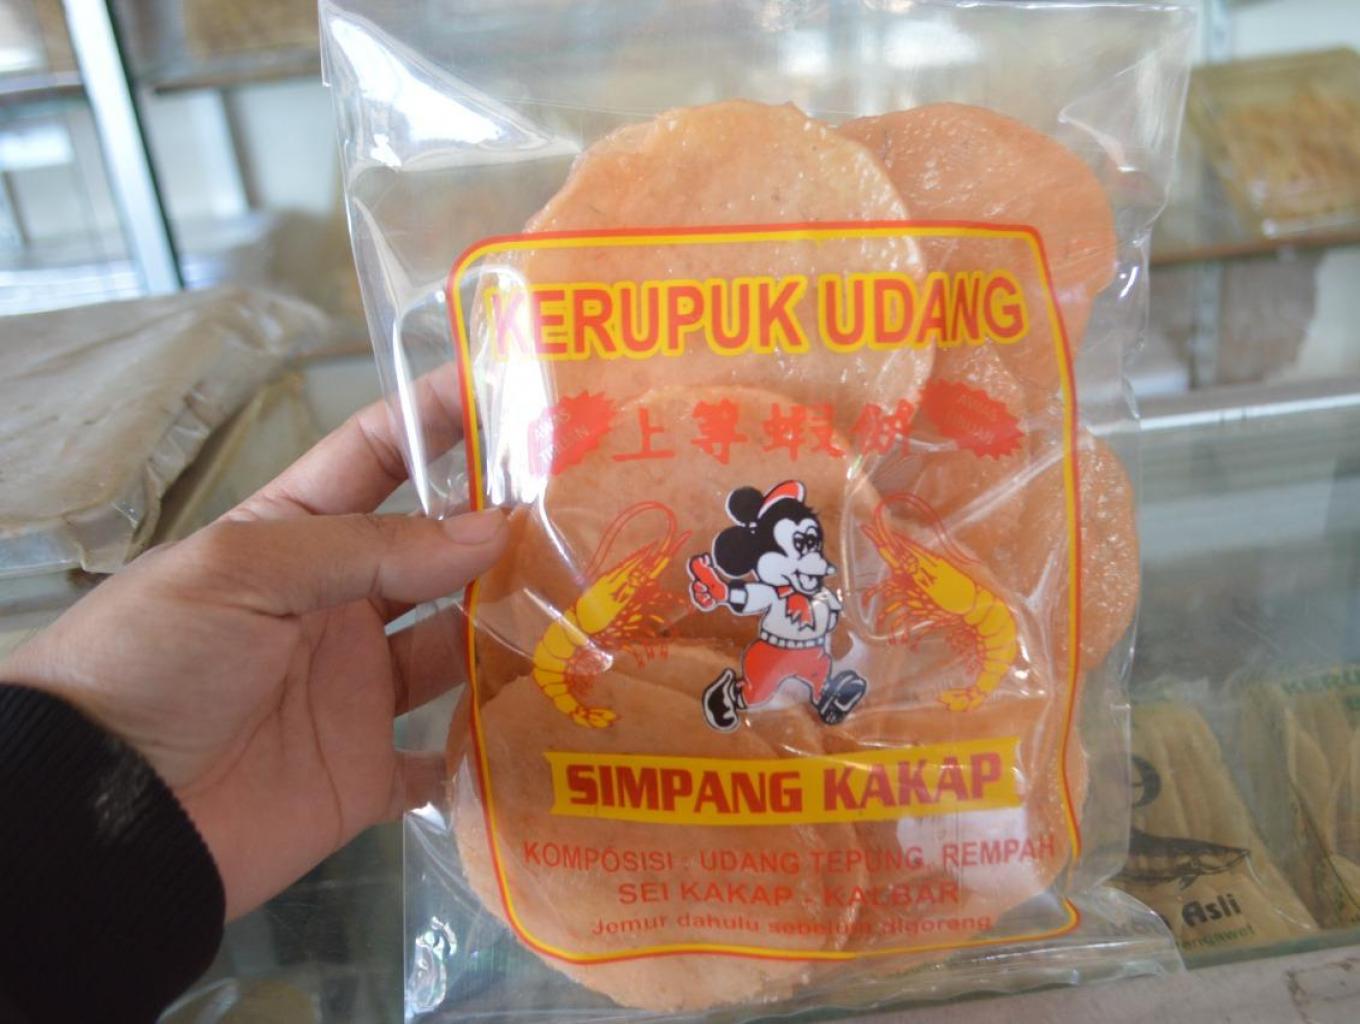 KERUPUK UDANG
上等蝦餅
SIMPANG KAKAP
KOMPOSISI : UDANG TEPUNG REMPAH
SEI KAKAP - KALBAR
Jemur dahulu sebelum digoreng
Asli